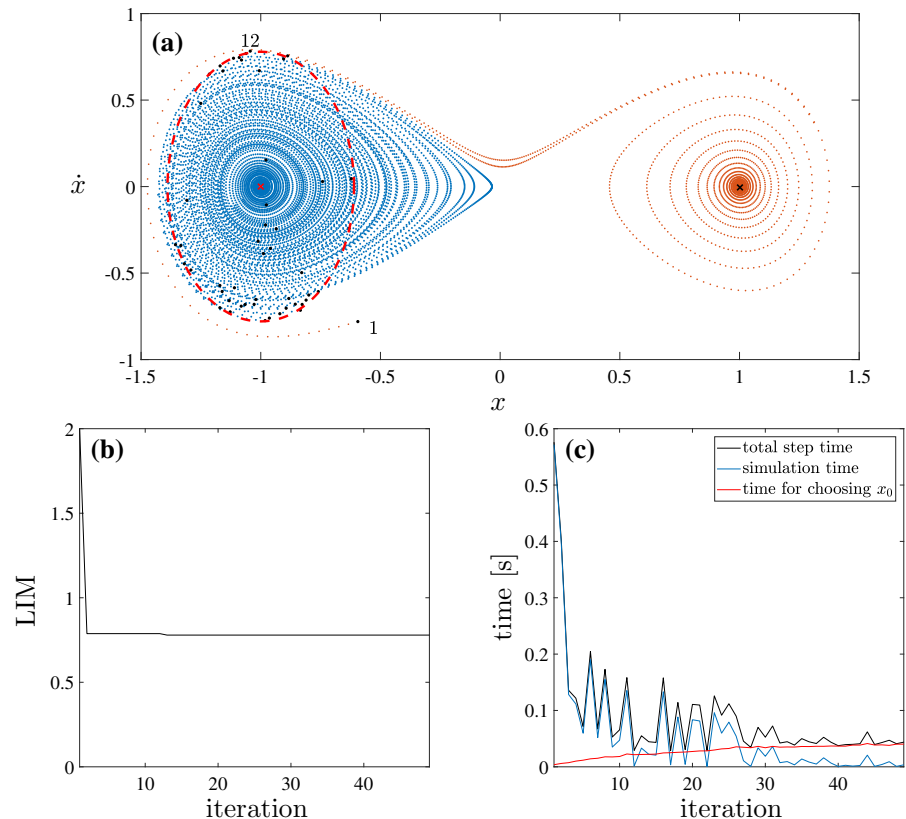 (a)
12
1
1
0.5
0
-0.5
-1
ẋ
-1.5
-1
-0.5
0
0.5
1
1.5
x
(b)
2
1.5
1
0.5
0
LIM
10
20
30
40
iteration
(c)
total step time
simulation time
time for choosing x₀
0.6
0.5
0.4
0.3
0.2
0.1
0
time [s]
10
20
30
40
iteration